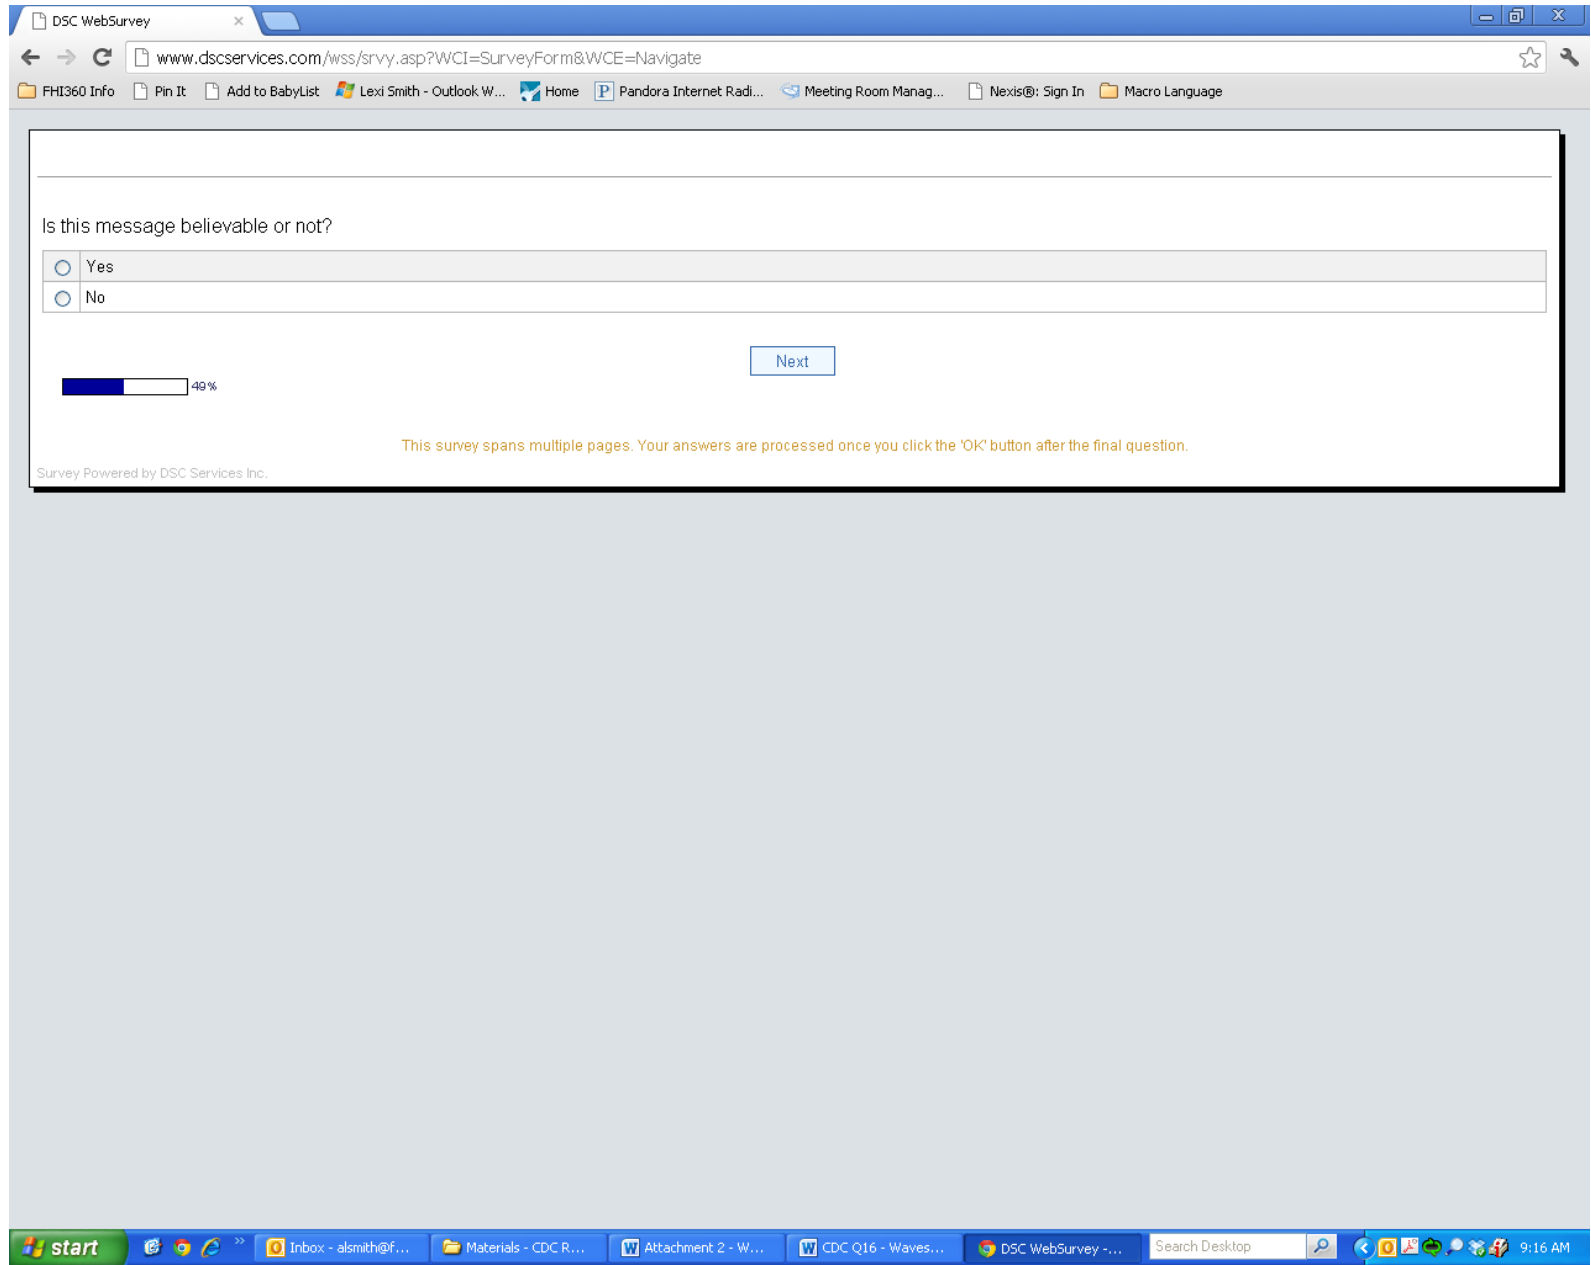 DSC WebSurvey
www.dscservices.com/wss/srvy.asp?WCI=SurveyForm&WCE=Navigate
FHI360 Info Pin It Add to BabyList Lexi Smith - Outlook W... Home Pandora Internet Radi... Meeting Room Manag... Nexis®: Sign In Macro Language
Is this message believable or not?
Yes
No
Next
49%
This survey spans multiple pages. Your answers are processed once you click the 'OK' button after the final question.
Survey Powered by DSC Services Inc.
start Inbox - alsmith@f... Materials - CDC R... Attachment 2 - W... CDC Q16 - Waves... DSC WebSurvey -... Search Desktop 9:16 AM